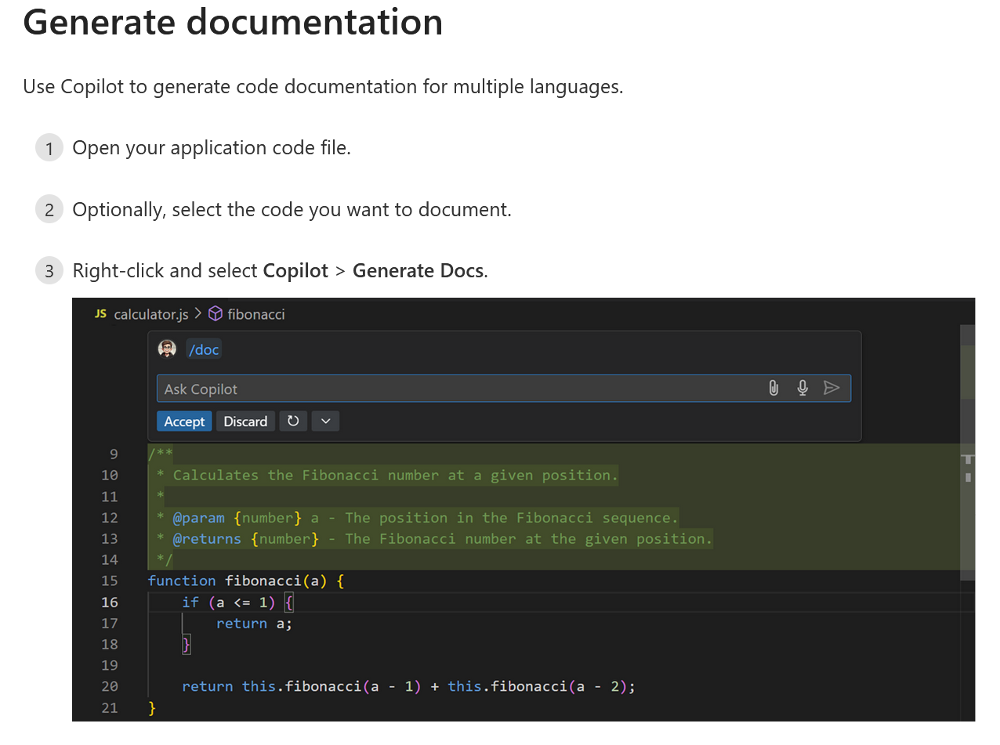 Generate documentation
Use Copilot to generate code documentation for multiple languages.
1 Open your application code file.
2 Optionally, select the code you want to document.
3 Right-click and select Copilot > Generate Docs.
JS calculator.js > fibonacci
/doc
Ask Copilot
Accept Discard
9 /**
10  * Calculates the Fibonacci number at a given position.
11  *
12  * @param {number} a - The position in the Fibonacci sequence.
13  * @returns {number} - The Fibonacci number at the given position.
14  */
15 function fibonacci(a) {
16     if (a <= 1) {
17         return a;
18     }
19
20     return this.fibonacci(a - 1) + this.fibonacci(a - 2);
21 }